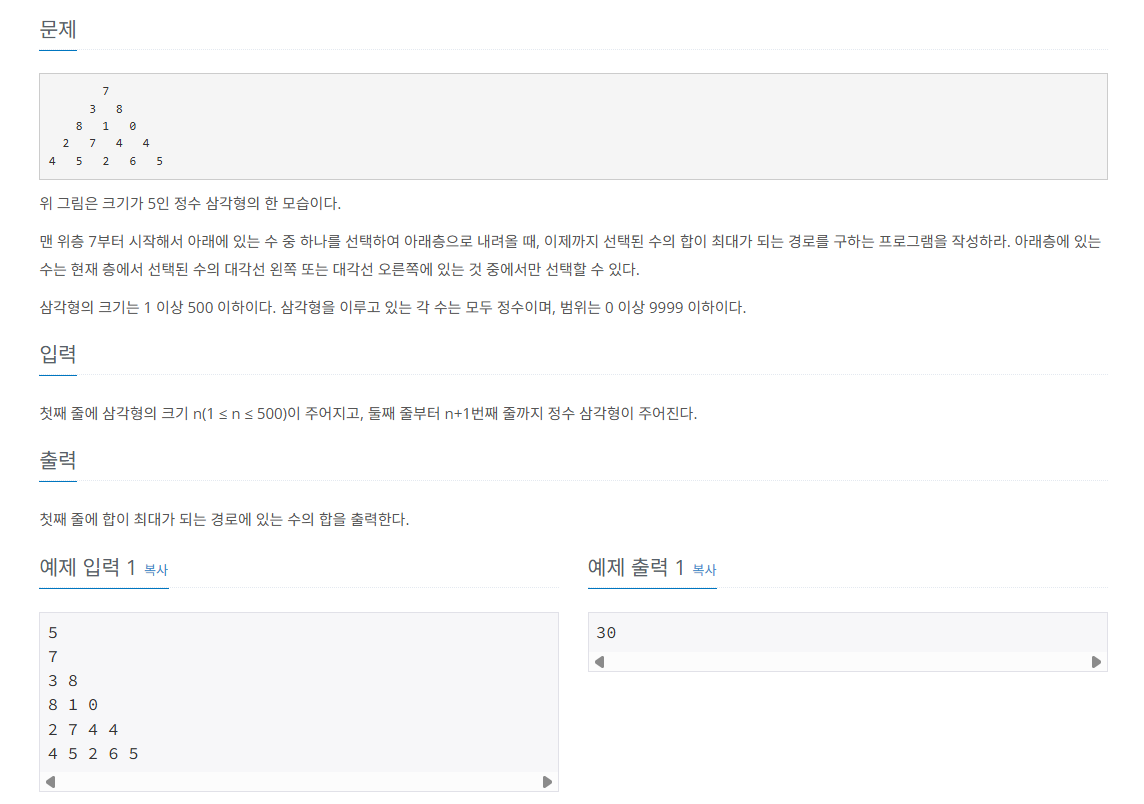 문제
7
3 8
8 1 0
2 7 4 4
4 5 2 6 5
위 그림은 크기가 5인 정수 삼각형의 한 모습이다.
맨 위층 7부터 시작해서 아래에 있는 수 중 하나를 선택하여 아래층으로 내려올 때, 이제까지 선택된 수의 합이 최대가 되는 경로를 구하는 프로그램을 작성하라. 아래층에 있는
수는 현재 층에서 선택된 수의 대각선 왼쪽 또는 대각선 오른쪽에 있는 것 중에서만 선택할 수 있다.
삼각형의 크기는 1 이상 500 이하이다. 삼각형을 이루고 있는 각 수는 모두 정수이며, 범위는 0 이상 9999 이하이다.
입력
첫째 줄에 삼각형의 크기 n(1 ≤ n ≤ 500)이 주어지고, 둘째 줄부터 n+1번째 줄까지 정수 삼각형이 주어진다.
출력
첫째 줄에 합이 최대가 되는 경로에 있는 수의 합을 출력한다.
예제 입력 1 복사
5
7
3 8
8 1 0
2 7 4 4
4 5 2 6 5
예제 출력 1 복사
30